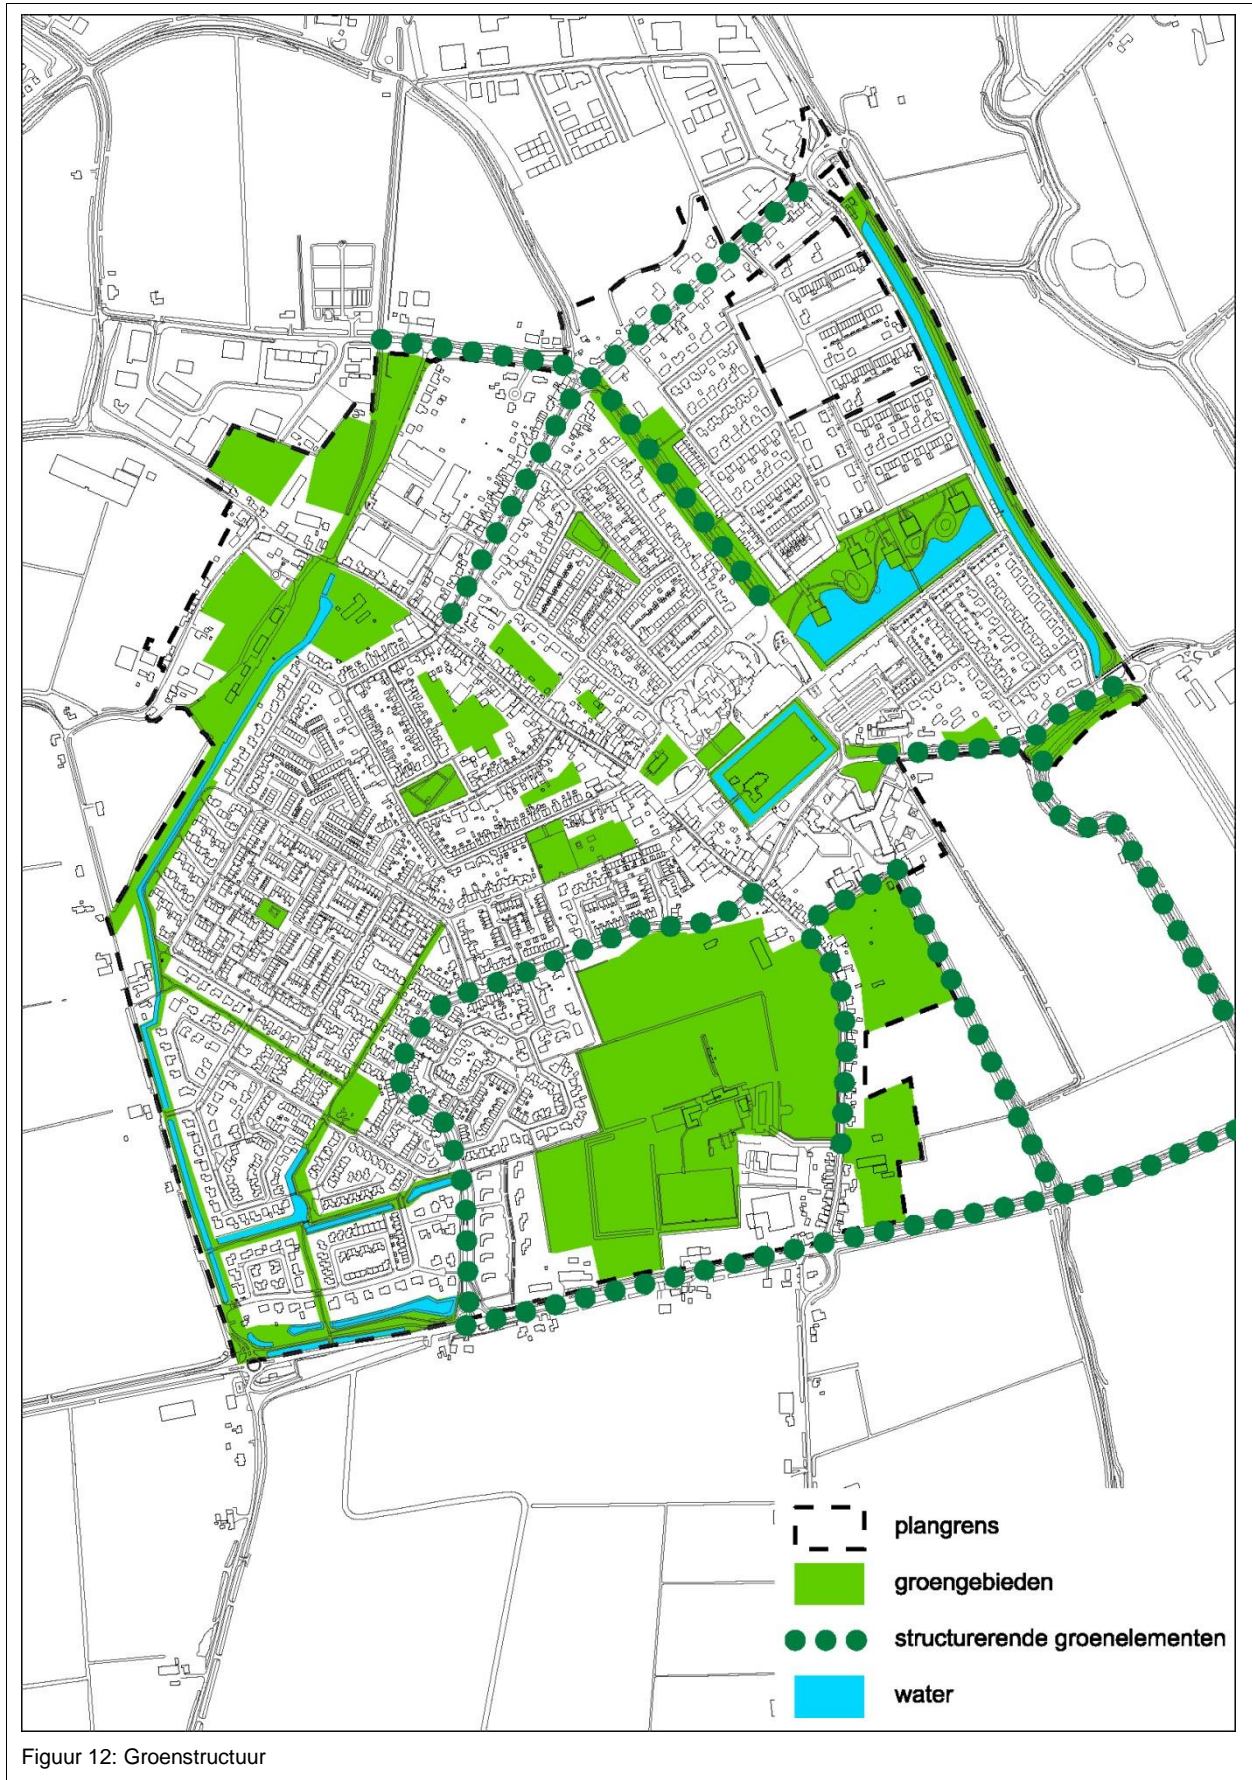 plangrens
groengebieden
structurerende groenelementen
water
Figuur 12: Groenstructuur